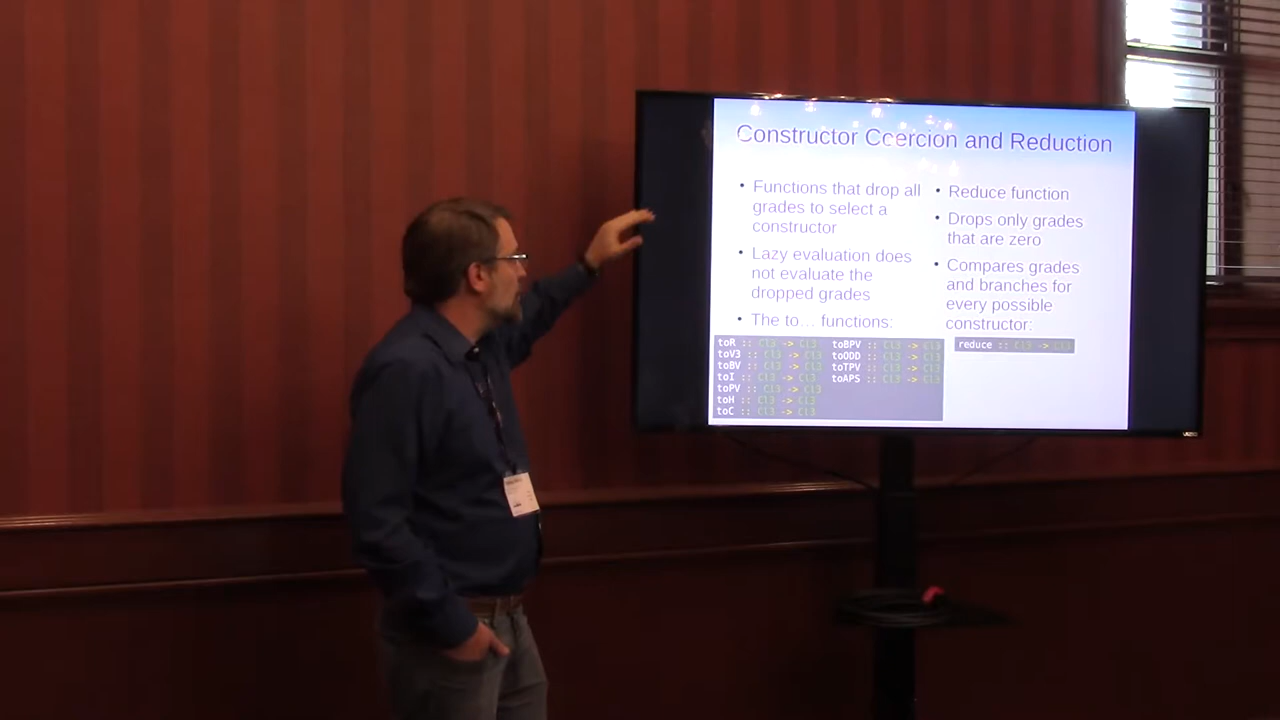 Constructor Coercion and Reduction
• Functions that drop all
grades to select a
constructor
• Lazy evaluation does
not evaluate the
dropped grades
• The to… functions:
toR :: Cl3 -> Cl3
toV3 :: Cl3 -> Cl3
toBV :: Cl3 -> Cl3
toI :: Cl3 -> Cl3
toPV :: Cl3 -> Cl3
toH :: Cl3 -> Cl3
toC :: Cl3 -> Cl3
toBPV :: Cl3 -> Cl3
toODD :: Cl3 -> Cl3
toTPV :: Cl3 -> Cl3
toAPS :: Cl3 -> Cl3
• Reduce function
• Drops only grades
that are zero
• Compares grades
and branches for
every possible
constructor:
reduce :: Cl3 -> Cl3
VIZIO